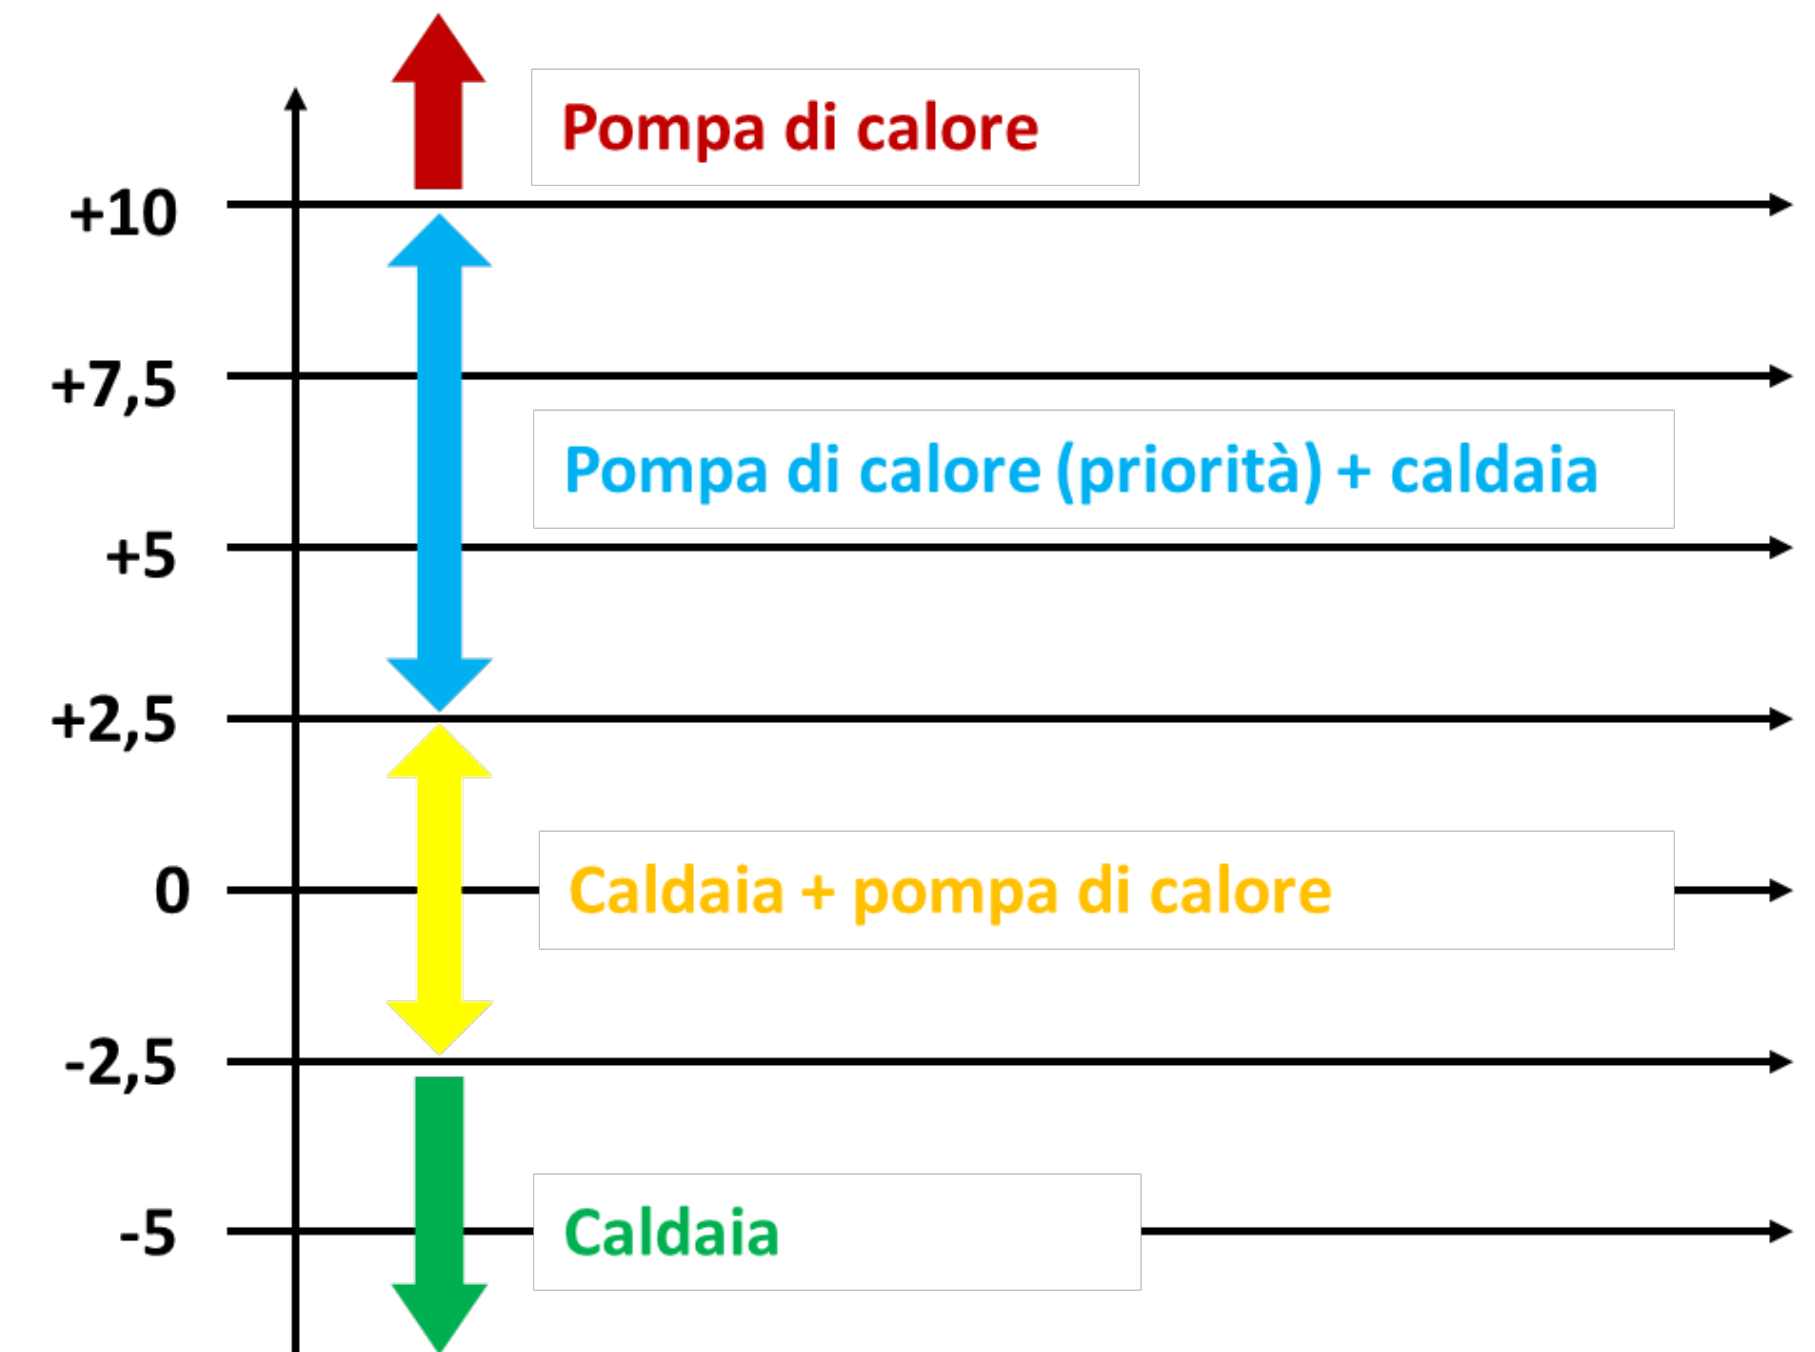 Pompa di calore
+10
+7,5
Pompa di calore (priorità) + caldaia
+5
+2,5
0
Caldaia + pompa di calore
-2,5
-5
Caldaia